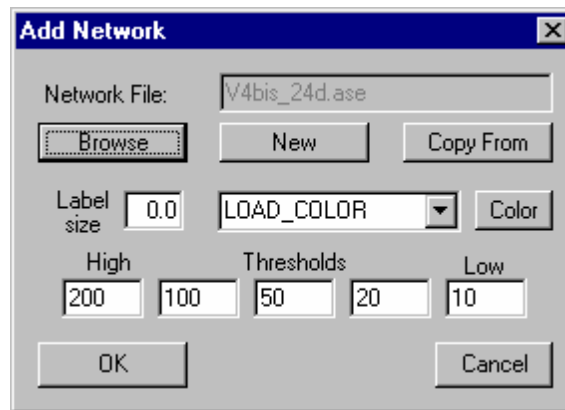 Add Network
Network File: V4bis_24d.ase
Browse New Copy From
Label size 0.0 LOAD_COLOR Color
High Thresholds Low
200 100 50 20 10
OK Cancel